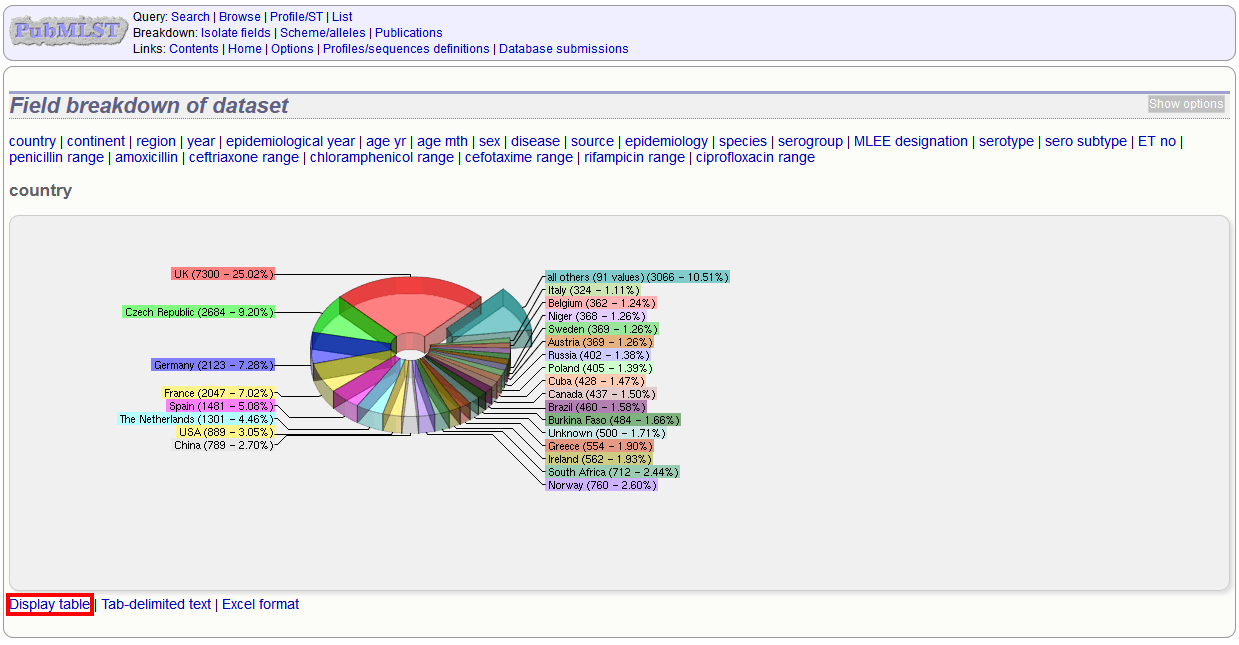 PubMLST
Query: Search | Browse | Profile/ST | List
Breakdown: Isolate fields | Scheme/alleles | Publications
Links: Contents | Home | Options | Profiles/sequences definitions | Database submissions
Field breakdown of dataset
Show options
country | continent | region | year | epidemiological year | age yr | age mth | sex | disease | source | epidemiology | species | serogroup | MLEE designation | serotype | sero subtype | ET no |
penicillin range | amoxicillin | ceftriaxone range | chloramphenicol range | cefotaxime range | rifampicin range | ciprofloxacin range
country
UK (7300 - 25.02%)
Czech Republic (2684 - 9.20%)
Germany (2123 - 7.28%)
France (2047 - 7.02%)
Spain (1481 - 5.08%)
The Netherlands (1301 - 4.46%)
USA (889 - 3.05%)
China (789 - 2.70%)
all others (91 values) (3066 - 10.51%)
Italy (324 - 1.11%)
Belgium (362 - 1.24%)
Niger (368 - 1.26%)
Sweden (369 - 1.26%)
Austria (369 - 1.26%)
Russia (402 - 1.38%)
Poland (405 - 1.39%)
Cuba (428 - 1.47%)
Canada (437 - 1.50%)
Brazil (460 - 1.58%)
Burkina Faso (484 - 1.66%)
Unknown (500 - 1.71%)
Greece (554 - 1.90%)
Ireland (562 - 1.93%)
South Africa (712 - 2.44%)
Norway (760 - 2.60%)
Display table | Tab-delimited text | Excel format